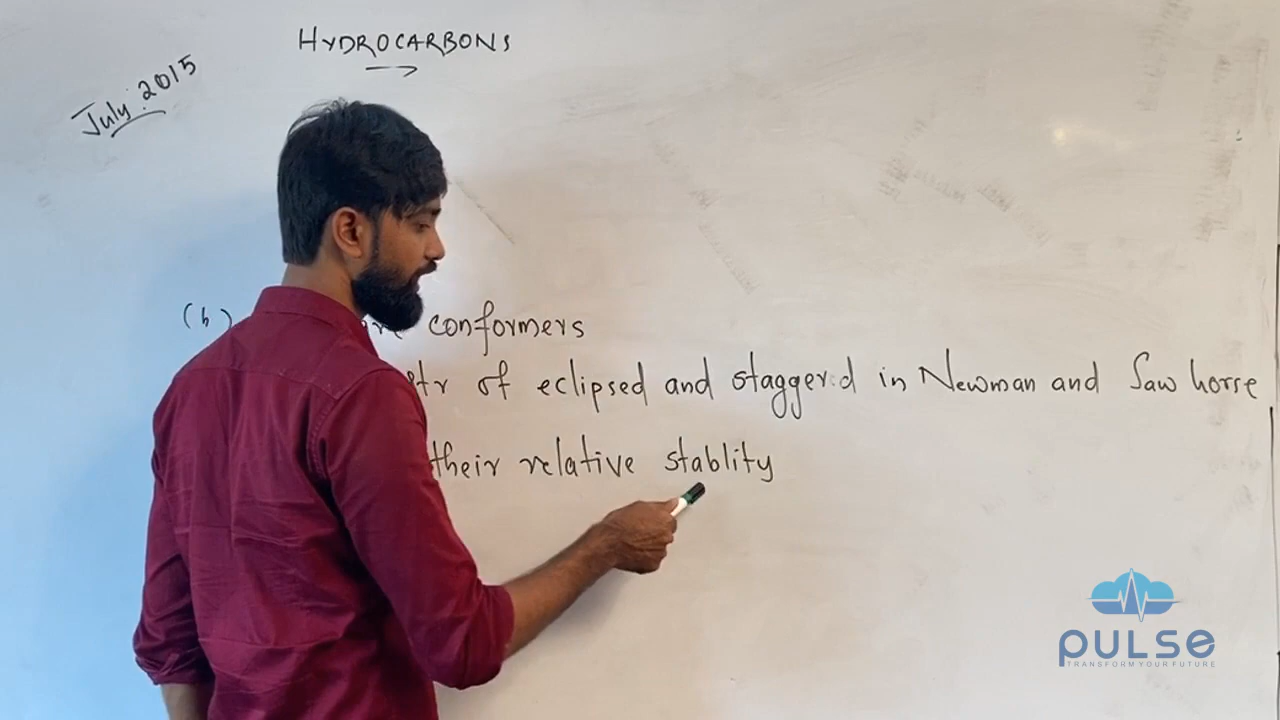 HYDROCARBONS
July 2015
(b) conformers
str of eclipsed and staggered in Newman and Saw horse
their relative stablity
PULSE
TRANSFORM YOUR FUTURE